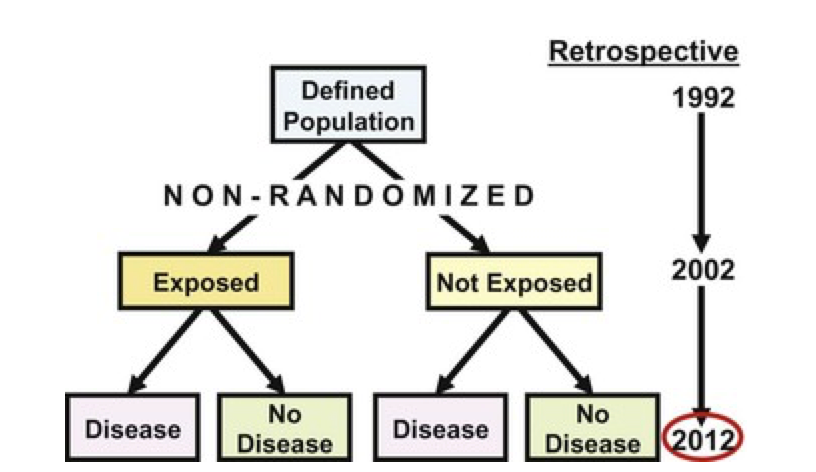 Retrospective
1992
Defined
Population
NON-RANDOMIZED
Exposed
Not Exposed
2002
Disease
No
Disease
Disease
No
Disease
2012